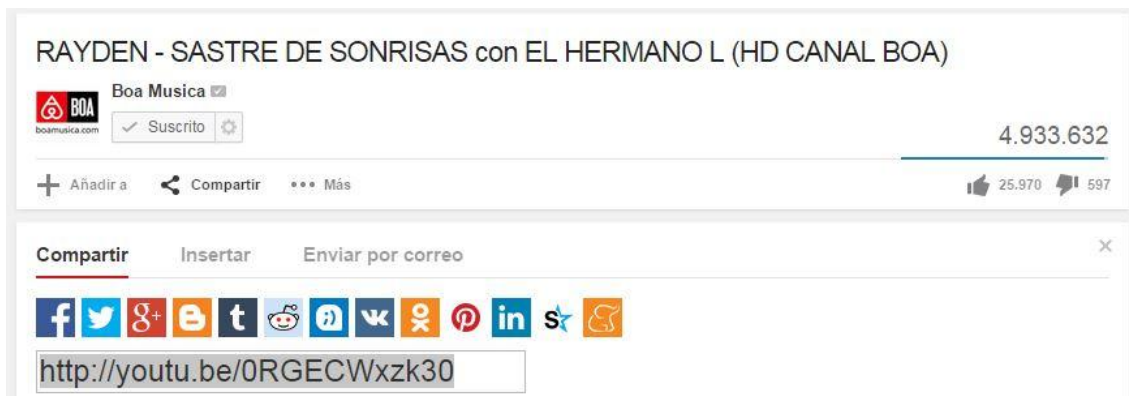 RAYDEN - SASTRE DE SONRISAS con EL HERMANO L (HD CANAL BOA)
Boa Musica
BOA
boamusica.com
Suscrito
4.933.632
Añadir a Compartir Más
25.970 597
Compartir Insertar Enviar por correo
http://youtu.be/0RGECWxzk30